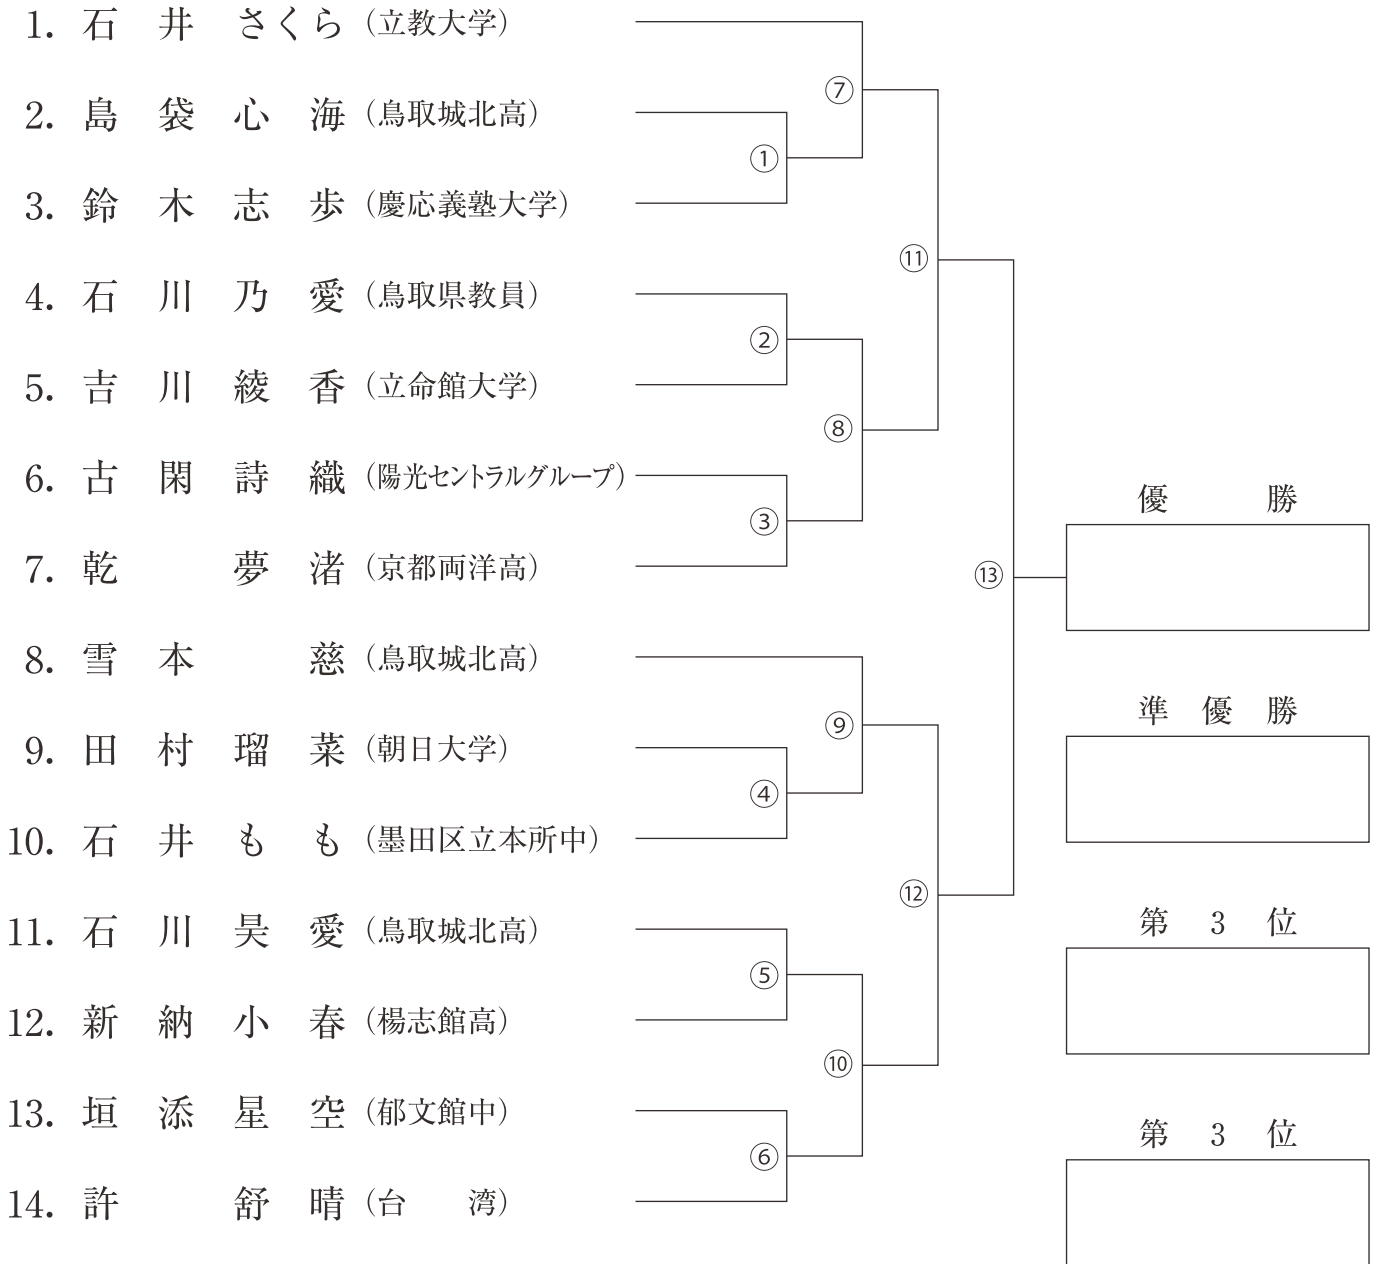 1. 石井さくら（立教大学）
2. 島袋心海（鳥取城北高）
3. 鈴木志歩（慶応義塾大学）
4. 石川乃愛（鳥取県教員）
5. 吉川綾香（立命館大学）
6. 古閑詩織（陽光セントラルグループ）
7. 乾　夢渚（京都両洋高）
8. 雪本　慈（鳥取城北高）
9. 田村瑠菜（朝日大学）
10. 石井もも（墨田区立本所中）
11. 石川昊愛（鳥取城北高）
12. 新納小春（楊志館高）
13. 垣添星空（郁文館中）
14. 許　舒晴（台湾）
①
②
③
④
⑤
⑥
⑦
⑧
⑨
⑩
⑪
⑫
⑬
優勝
準優勝
第3位
第3位